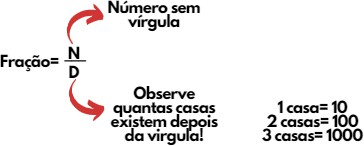 Número sem
vírgula
Fração= N
D
Observe
quantas casas
existem depois
da virgula!
1 casa= 10
2 casas= 100
3 casas= 1000